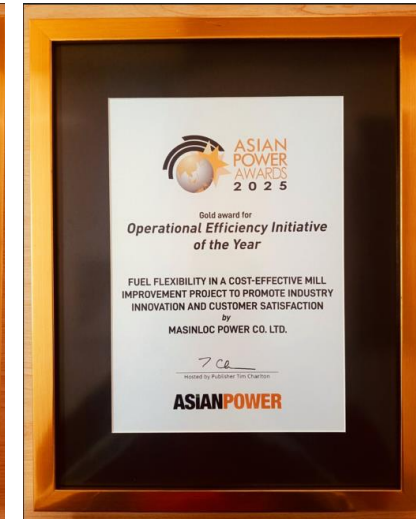 ASIAN
POWER
AWARDS
2025
Gold award for
Operational Efficiency Initiative
of the Year
FUEL FLEXIBILITY IN A COST-EFFECTIVE MILL
IMPROVEMENT PROJECT TO PROMOTE INDUSTRY
INNOVATION AND CUSTOMER SATISFACTION
by
MASINLOC POWER CO. LTD.
Hosted by Publisher Tim Charlton
ASIANPOWER